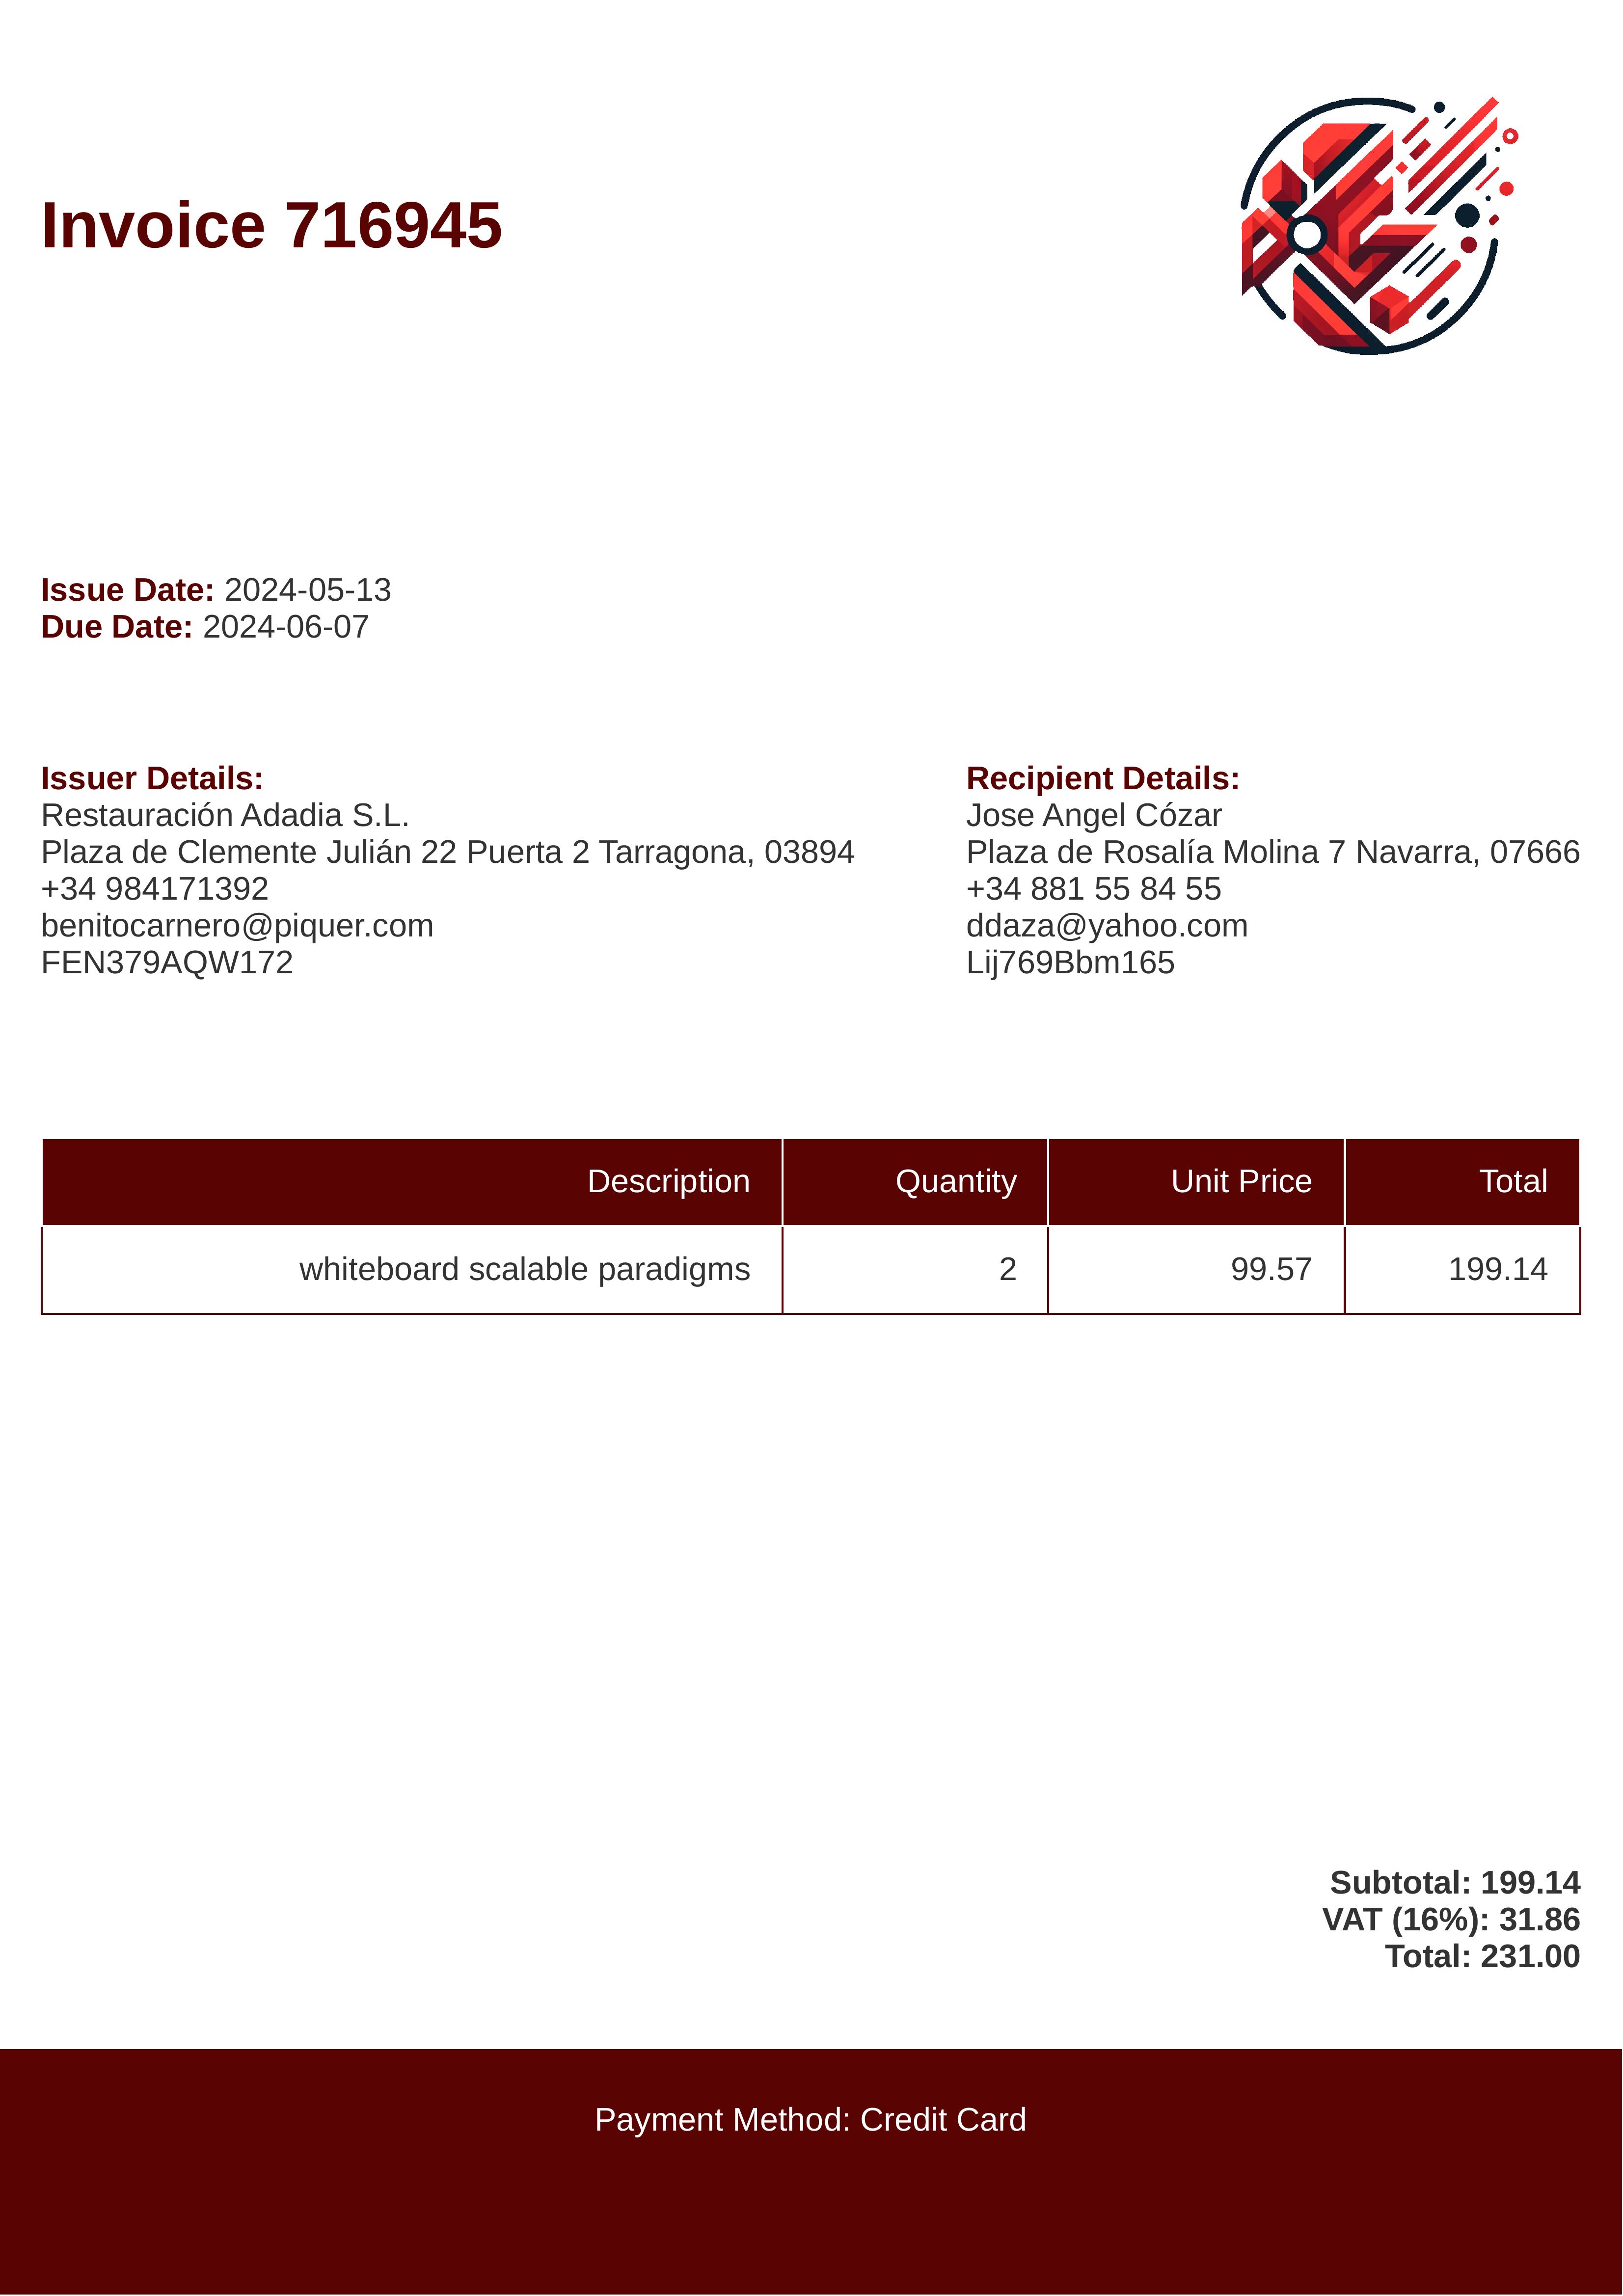 Invoice 716945
Issue Date: 2024-05-13
Due Date: 2024-06-07
Issuer Details:
Restauración Adadia S.L.
Plaza de Clemente Julián 22 Puerta 2 Tarragona, 03894
+34 984171392
benitocarnero@piquer.com
FEN379AQW172
Recipient Details:
Jose Angel Cózar
Plaza de Rosalía Molina 7 Navarra, 07666
+34 881 55 84 55
ddaza@yahoo.com
Lij769Bbm165
Description Quantity Unit Price Total
whiteboard scalable paradigms 2 99.57 199.14
Subtotal: 199.14
VAT (16%): 31.86
Total: 231.00
Payment Method: Credit Card